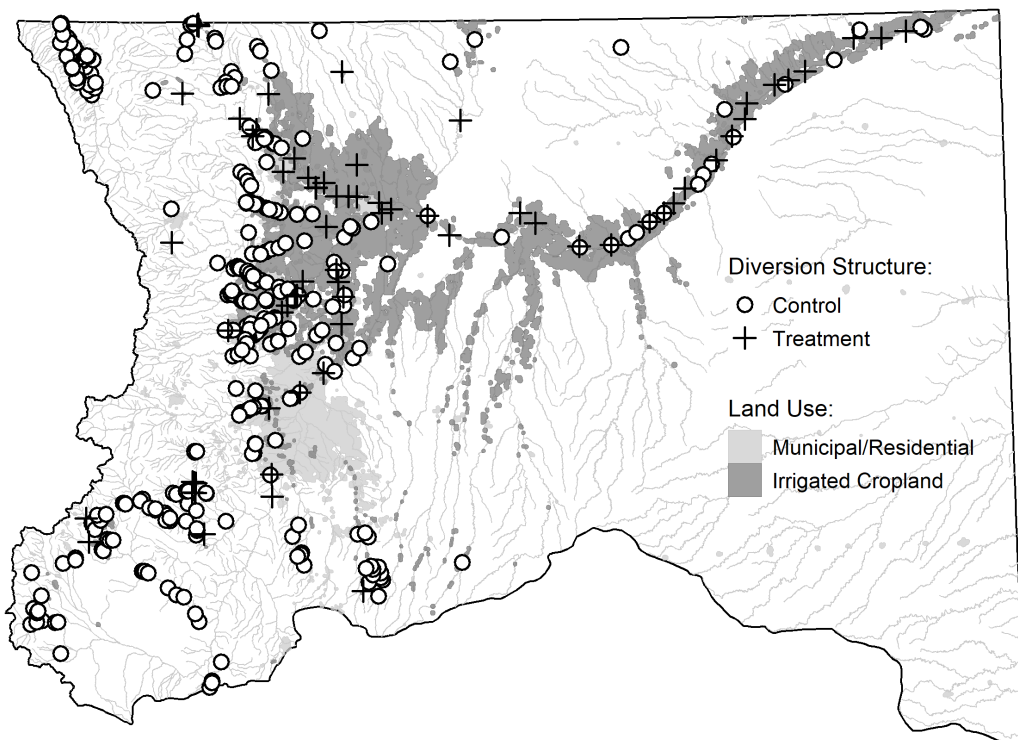 Diversion Structure:
Control
Treatment
Land Use:
Municipal/Residential
Irrigated Cropland